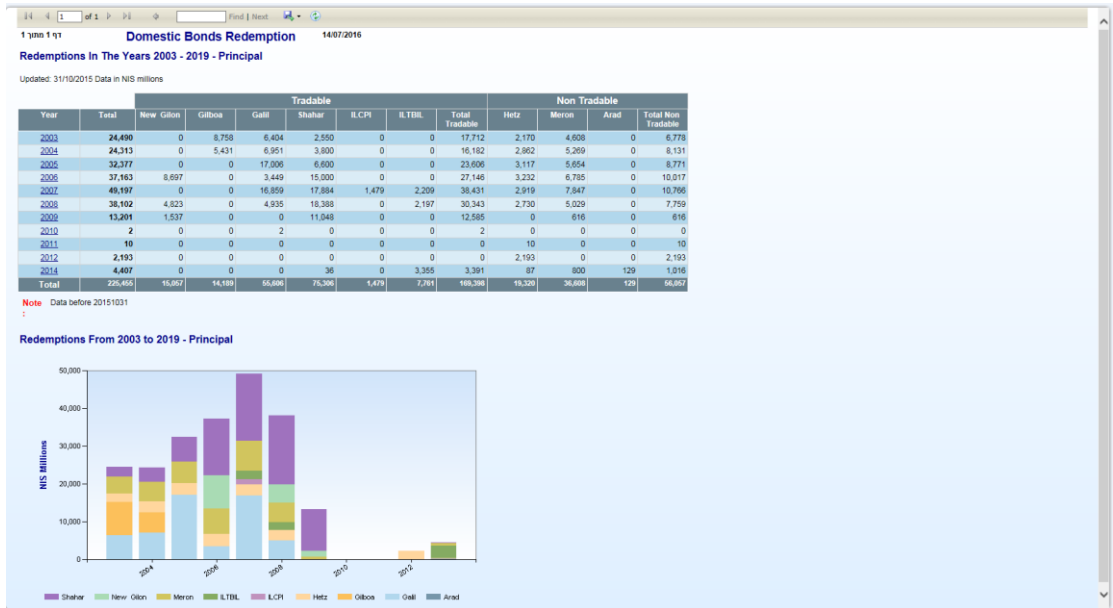 1 of 1 Find | Next
דף 1 מתוך 1 Domestic Bonds Redemption 14/07/2016
Redemptions In The Years 2003 - 2019 - Principal
Updated: 31/10/2015 Data in NIS millions
Tradable Non Tradable
Year Total New Gilon Gilboa Galil Shahar ILCPI ILTBIL Total Tradable Hetz Meron Arad Total Non Tradable
2003 24,490 0 8,758 6,404 2,550 0 0 17,712 2,170 4,608 0 6,778
2004 24,313 0 5,431 6,951 3,800 0 0 16,182 2,862 5,269 0 8,131
2005 32,377 0 0 17,006 6,600 0 0 23,606 3,117 5,654 0 8,771
2006 37,163 8,697 0 3,449 15,000 0 0 27,146 3,232 6,785 0 10,017
2007 49,197 0 0 16,859 17,884 1,479 2,209 38,431 2,919 7,847 0 10,766
2008 38,102 4,823 0 4,935 18,388 0 2,197 30,343 2,730 5,029 0 7,759
2009 13,201 1,537 0 0 11,048 0 0 12,585 0 616 0 616
2010 2 0 0 2 0 0 0 2 0 0 0 0
2011 10 0 0 0 0 0 0 0 10 0 0 10
2012 2,193 0 0 0 0 0 0 0 2,193 0 0 2,193
2014 4,407 0 0 0 36 0 3,355 3,391 87 800 129 1,016
Total 225,455 15,057 14,189 55,606 75,306 1,479 7,761 169,398 19,320 36,608 129 56,057
Note Data before 20151031
:
Redemptions From 2003 to 2019 - Principal
50,000
40,000
30,000
20,000
10,000
0
NIS Millions
2004 2006 2008 2010 2012
Shahar New Gilon Meron ILTBIL ILCPI Hetz Gilboa Galil Arad